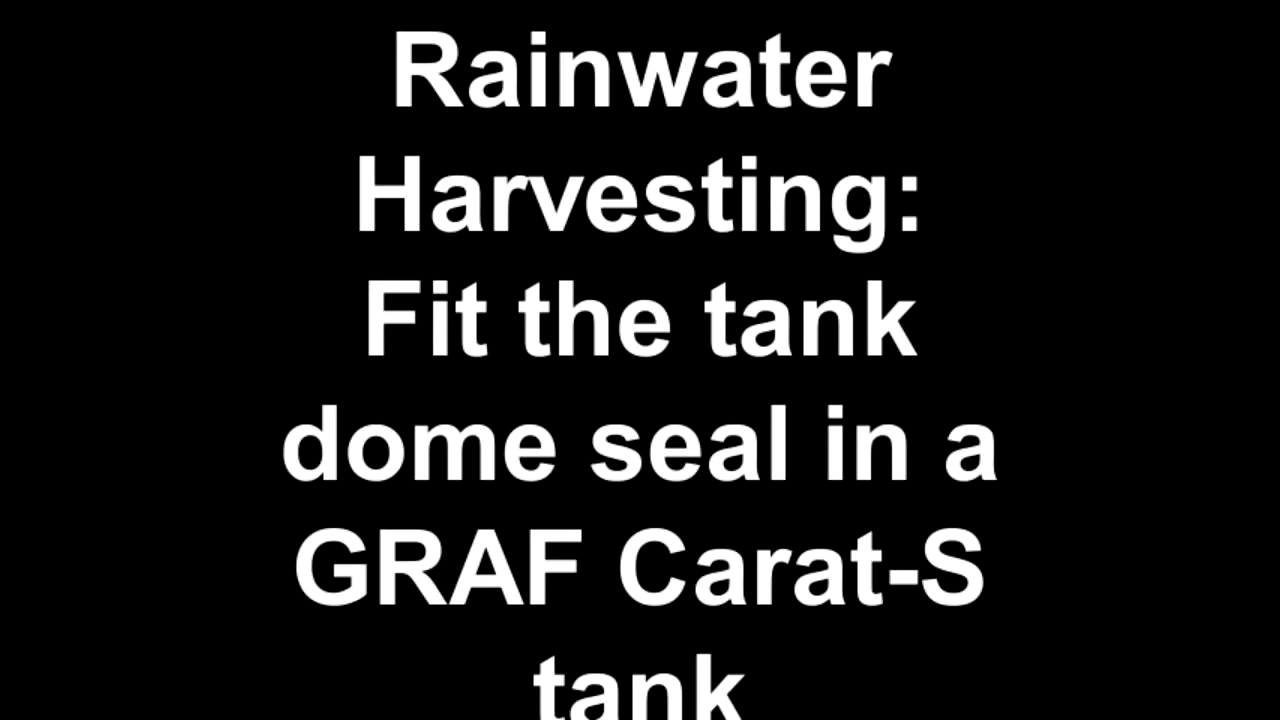 Rainwater
Harvesting:
Fit the tank
dome seal in a
GRAF Carat-S
tank